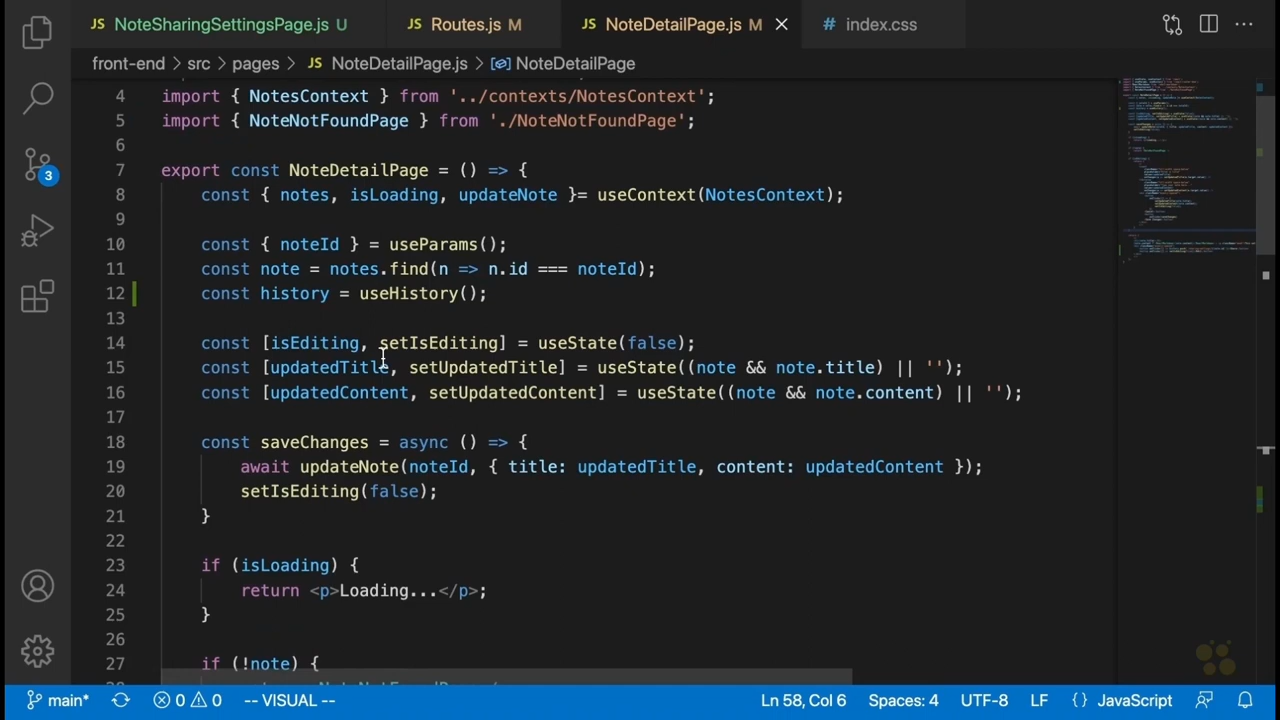 JS NoteSharingSettingsPage.js U
JS Routes.js M
JS NoteDetailPage.js M
# index.css
front-end > src > pages > JS NoteDetailPage.js > NoteDetailPage
4 import { NotesContext } from '../contexts/NotesContext';
5 import { NoteNotFoundPage } from './NoteNotFoundPage';
6
7 export const NoteDetailPage = () => {
8 const { notes, isLoading, updateNote }= useContext(NotesContext);
9
10 const { noteId } = useParams();
11 const note = notes.find(n => n.id === noteId);
12 const history = useHistory();
13
14 const [isEditing, setIsEditing] = useState(false);
15 const [updatedTitle, setUpdatedTitle] = useState((note && note.title) || '');
16 const [updatedContent, setUpdatedContent] = useState((note && note.content) || '');
17
18 const saveChanges = async () => {
19 await updateNote(noteId, { title: updatedTitle, content: updatedContent });
20 setIsEditing(false);
21 }
22
23 if (isLoading) {
24 return <p>Loading...</p>;
25 }
26
27 if (!note) {
3
main*
0 0
-- VISUAL --
Ln 58, Col 6
Spaces: 4
UTF-8
LF
{} JavaScript